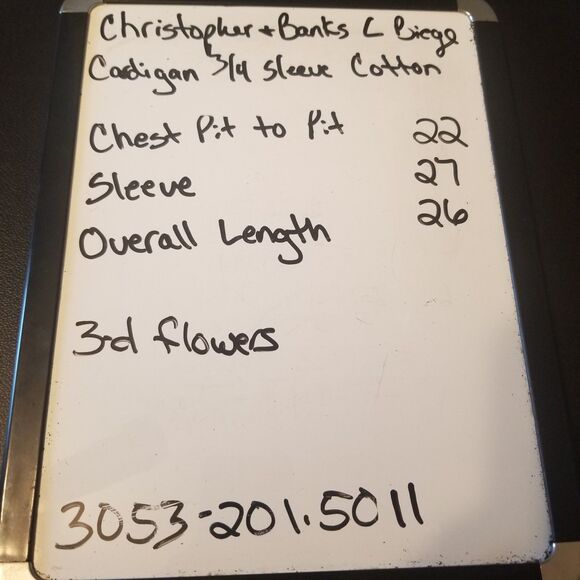 Christopher + Banks L Biege
Cardigan 3/4 Sleeve Cotton
Chest Pit to Pit 22
Sleeve 27
Overall Length 26
3-d flowers
3053-201.5011